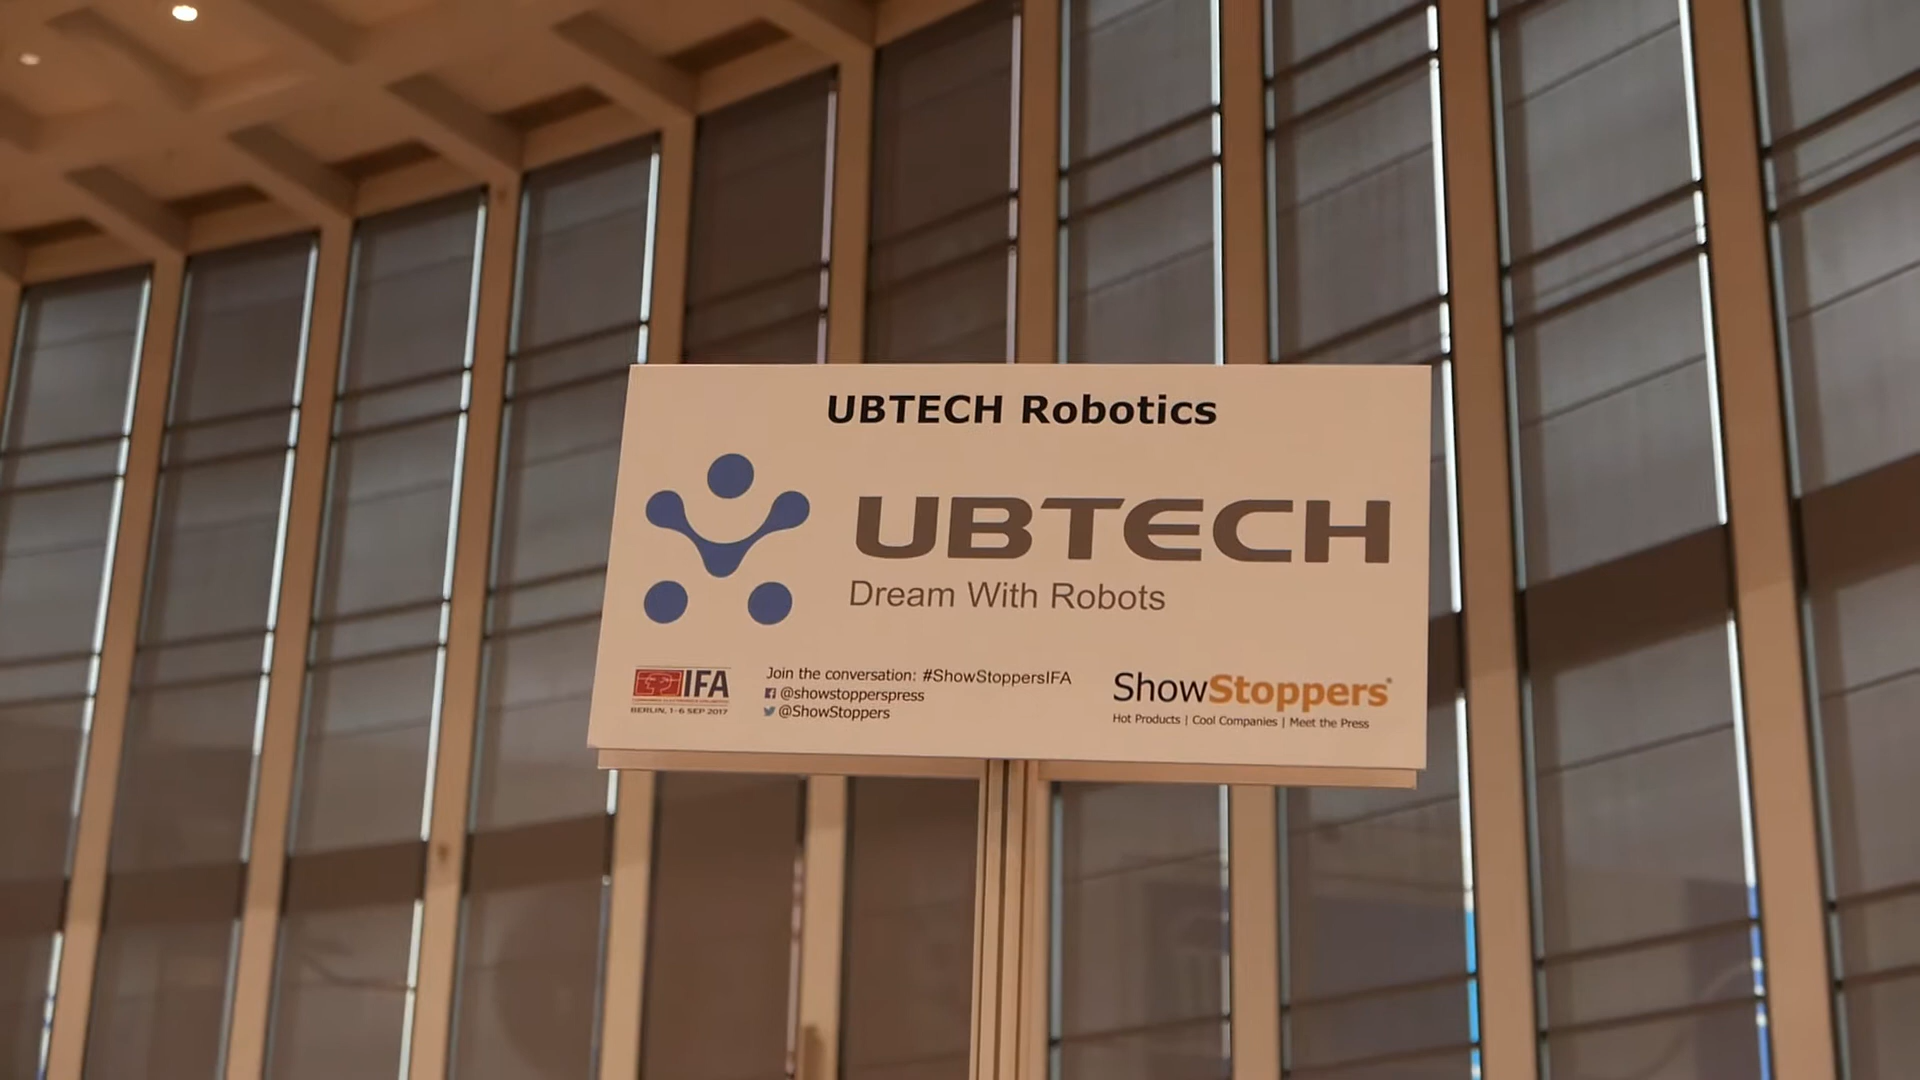 UBTECH Robotics
UBTECH
Dream With Robots
IFA
BERLIN, 1-6 SEP 2017
Join the conversation: #ShowStoppersIFA
@showstopperspress
@ShowStoppers
ShowStoppers
Hot Products | Cool Companies | Meet the Press